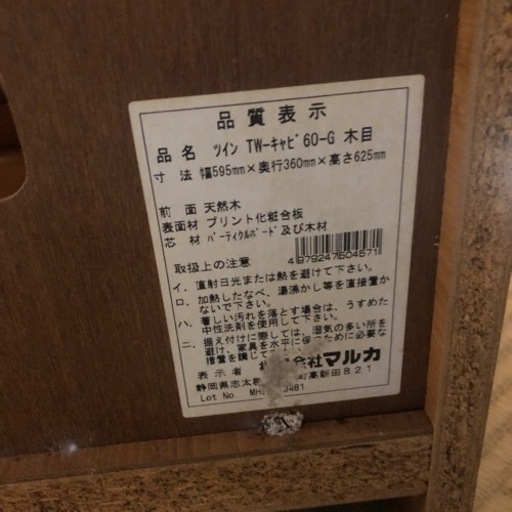 品質表示
品名 ツイン TW-キャビ 60-G 木目
寸法 幅595mm×奥行360mm×高さ625mm
前面 天然木
表面材 プリント化粧合板
芯材 パーティクルボード及び木材
4979247504571
取扱上の注意
イ. 直射日光または熱を避けて下さい。
ロ. 加熱したなべ、湯沸かし等を直接置か
ないで下さい。
ハ. 著しい汚れを落とす場合は、うすめた
中性洗剤を使用して下さい。
ニ. 据え付けに際しては、湿気の多い所を
避け、家具を水平に保つために必要な
措置を講じて
表示者 株式会社マルカ
静岡県志太郡 高新田821
Lot No MH 3481